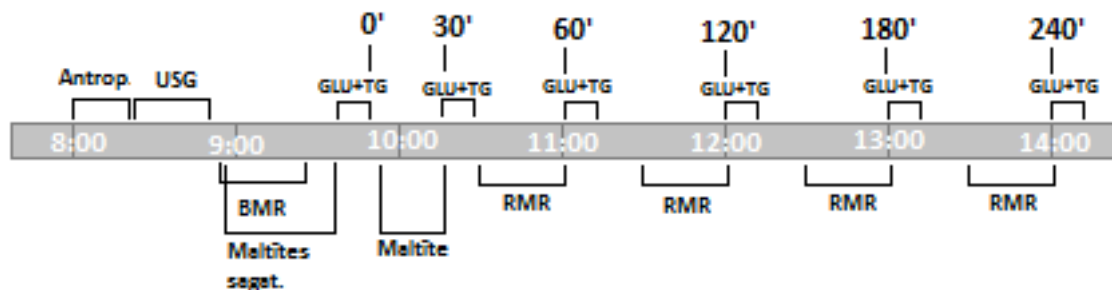 0' 30' 60' 120' 180' 240'
Antrop. USG GLU+TG GLU+TG GLU+TG GLU+TG GLU+TG GLU+TG
8:00 9:00 10:00 11:00 12:00 13:00 14:00
BMR RMR RMR RMR RMR
Maltītes Maltīte
sagat.